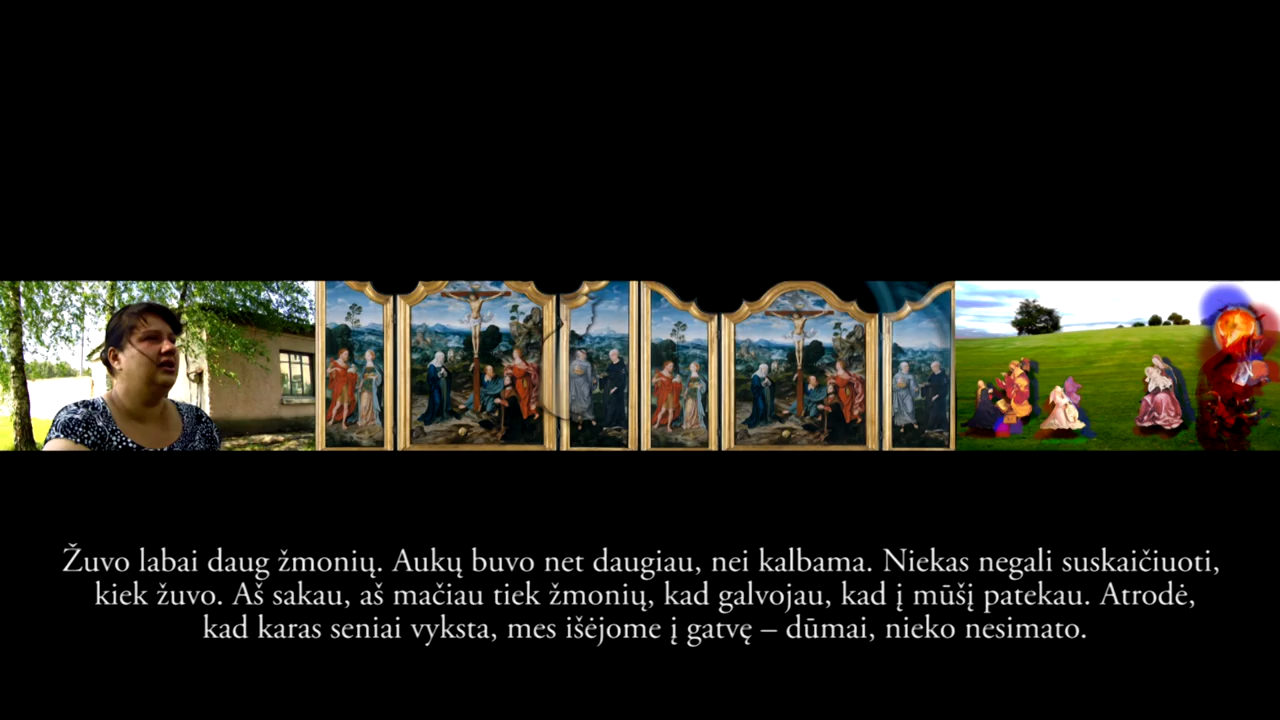 Žuvo labai daug žmonių. Aukų buvo net daugiau, nei kalbama. Niekas negali suskaičiuoti,
kiek žuvo. Aš sakau, aš mačiau tiek žmonių, kad galvojau, kad į mūšį patekau. Atrodė,
kad karas seniai vyksta, mes išėjome į gatvę – dūmai, nieko nesimato.